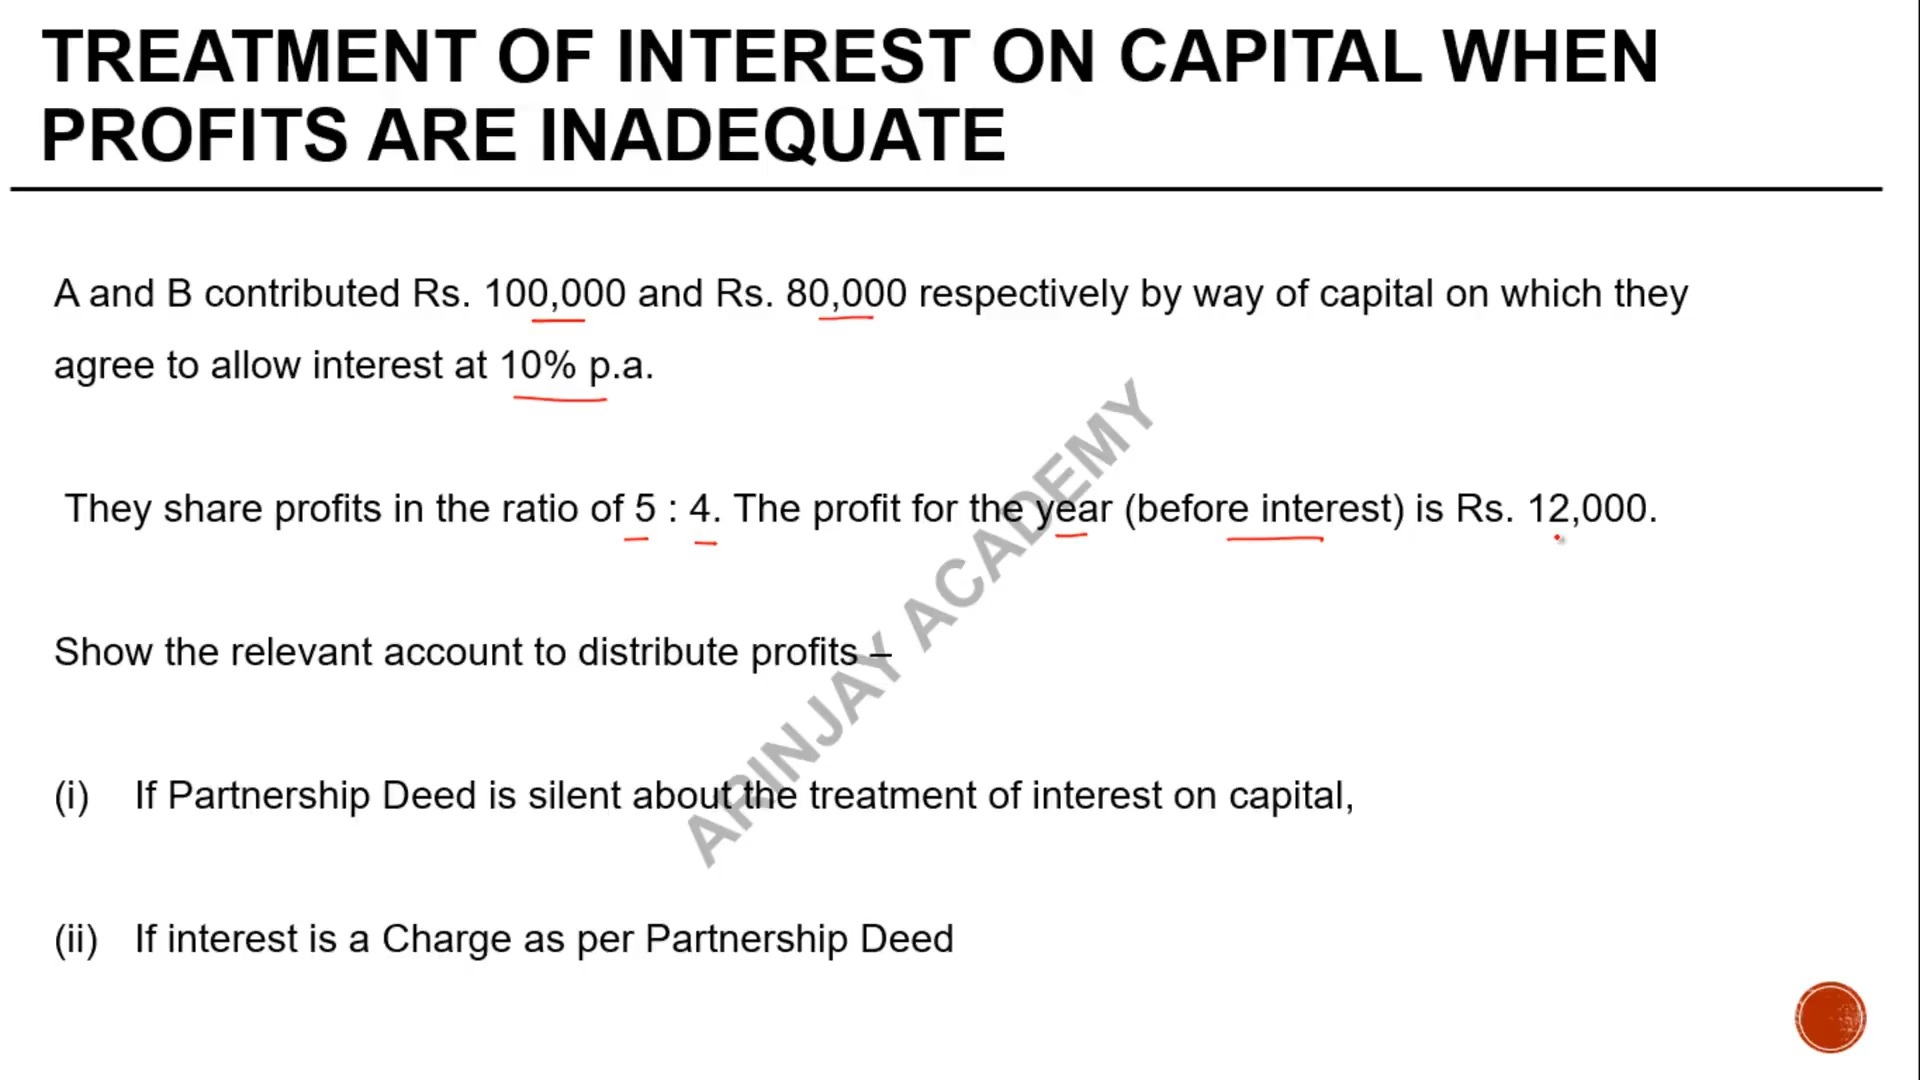 TREATMENT OF INTEREST ON CAPITAL WHEN
PROFITS ARE INADEQUATE
A and B contributed Rs. 100,000 and Rs. 80,000 respectively by way of capital on which they
agree to allow interest at 10% p.a.
They share profits in the ratio of 5 : 4. The profit for the year (before interest) is Rs. 12,000.
Show the relevant account to distribute profits –
(i) If Partnership Deed is silent about the treatment of interest on capital,
(ii) If interest is a Charge as per Partnership Deed
ARINJAY ACADEMY